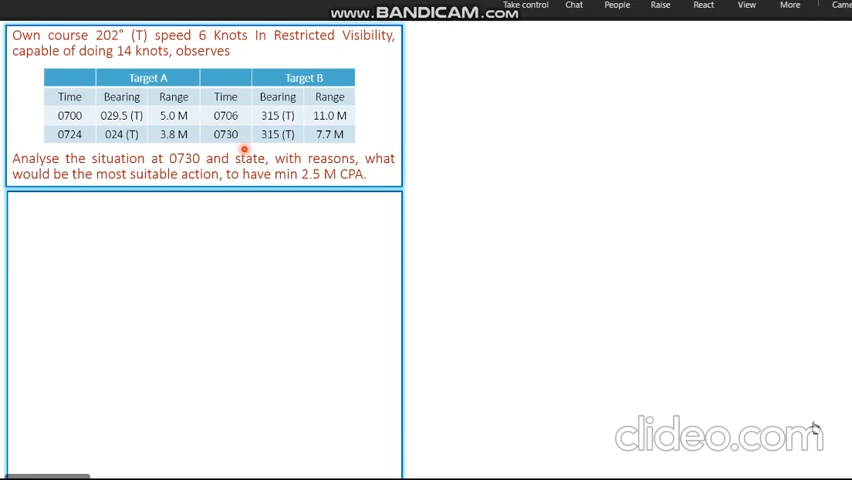 www.BANDICAM.com
Take control Chat People Raise React View More Came
Own course 202° (T) speed 6 Knots In Restricted Visibility,
capable of doing 14 knots, observes
Target A Target B
Time Bearing Range Time Bearing Range
0700 029.5 (T) 5.0 M 0706 315 (T) 11.0 M
0724 024 (T) 3.8 M 0730 315 (T) 7.7 M
Analyse the situation at 0730 and state, with reasons, what
would be the most suitable action, to have min 2.5 M CPA.
clideo.com